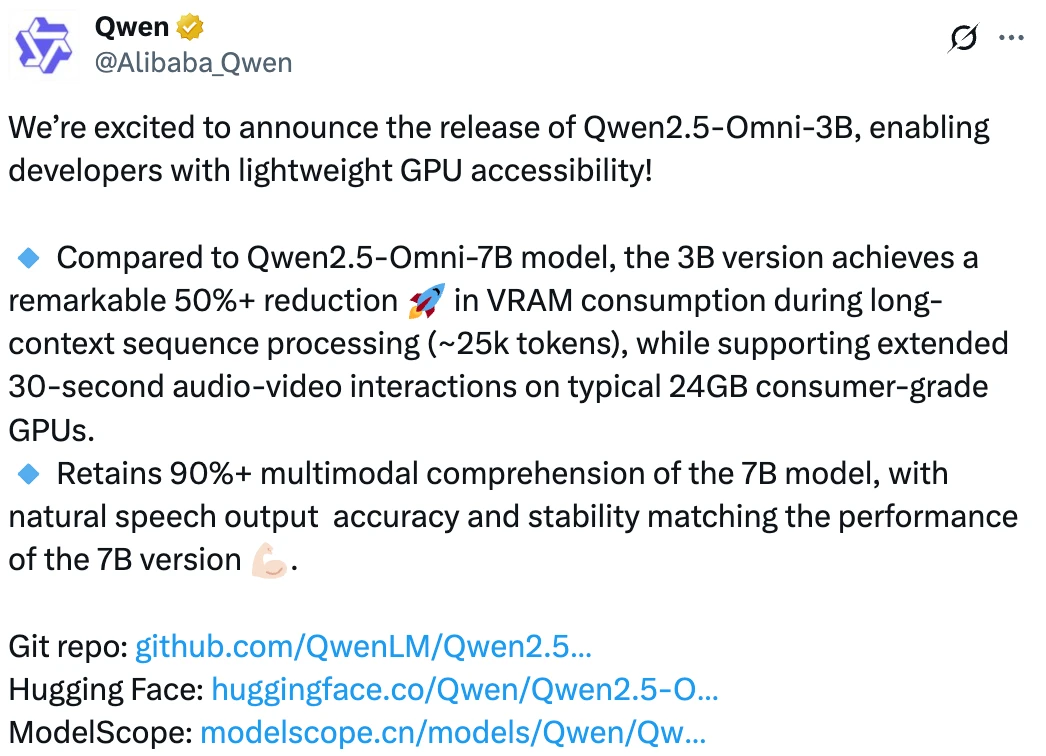 Qwen
@Alibaba_Qwen
We’re excited to announce the release of Qwen2.5-Omni-3B, enabling
developers with lightweight GPU accessibility!
🔹 Compared to Qwen2.5-Omni-7B model, the 3B version achieves a
remarkable 50%+ reduction 🚀 in VRAM consumption during long-
context sequence processing (~25k tokens), while supporting extended
30-second audio-video interactions on typical 24GB consumer-grade
GPUs.
🔹 Retains 90%+ multimodal comprehension of the 7B model, with
natural speech output  accuracy and stability matching the performance
of the 7B version 💪🏻.
Git repo: github.com/QwenLM/Qwen2.5…
Hugging Face: huggingface.co/Qwen/Qwen2.5-O…
ModelScope: modelscope.cn/models/Qwen/Qw…